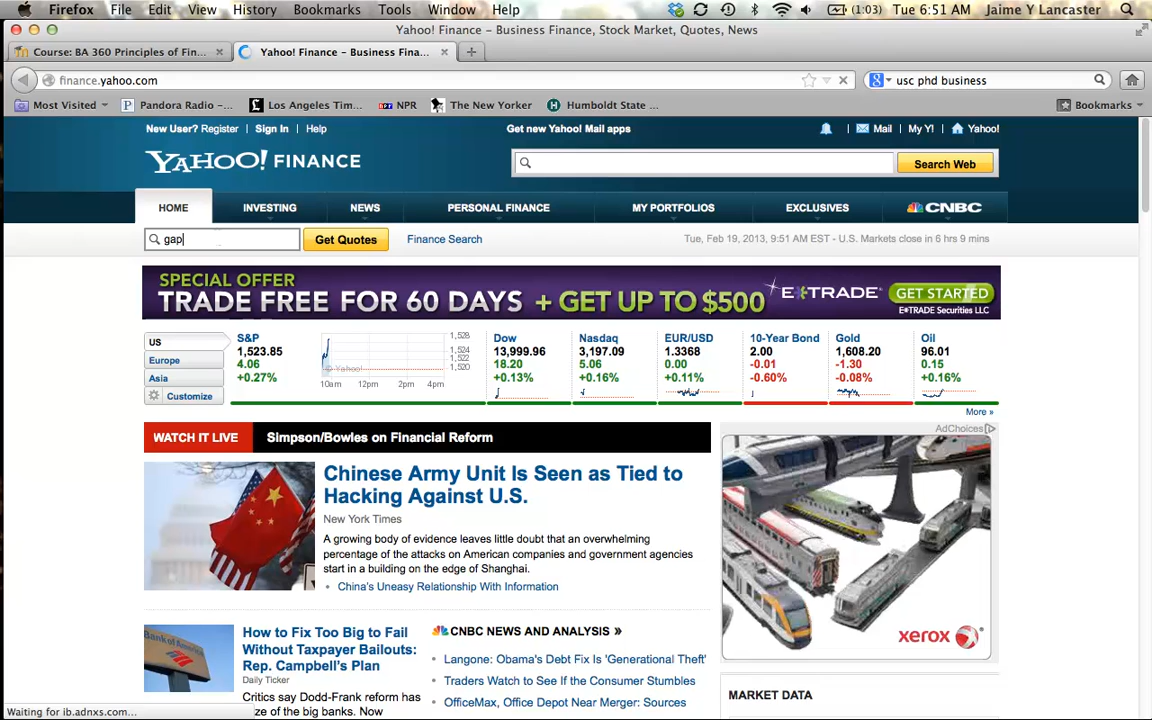 Firefox File Edit View History Bookmarks Tools Window Help (1:03) Tue 6:51 AM Jaime Y Lancaster
Yahoo! Finance - Business Finance, Stock Market, Quotes, News
Course: BA 360 Principles of Fin... Yahoo! Finance - Business Fina...
finance.yahoo.com usc phd business
Most Visited Pandora Radio -... Los Angeles Tim... NPR The New Yorker Humboldt State ... Bookmarks
New User? Register Sign In Help Get new Yahoo! Mail apps Mail My Y! Yahoo!
YAHOO! FINANCE Search Web
HOME INVESTING NEWS PERSONAL FINANCE MY PORTFOLIOS EXCLUSIVES CNBC
gap Get Quotes Finance Search Tue, Feb 19, 2013, 9:51 AM EST - U.S. Markets close in 6 hrs 9 mins
SPECIAL OFFER
TRADE FREE FOR 60 DAYS + GET UP TO $500 E*TRADE GET STARTED
E*TRADE Securities LLC
US
Europe
Asia
Customize
S&P
1,523.85
4.06
+0.27%
1,528
1,524
1,522
1,520
Yahoo!
10am 12pm 2pm 4pm
Dow
13,999.96
18.20
+0.13%
Nasdaq
3,197.09
5.06
+0.16%
EUR/USD
1.3368
0.00
+0.11%
10-Year Bond
2.00
-0.01
-0.60%
Gold
1,608.20
-1.30
-0.08%
Oil
96.01
0.15
+0.16%
More »
WATCH IT LIVE Simpson/Bowles on Financial Reform
AdChoices
Chinese Army Unit Is Seen as Tied to
Hacking Against U.S.
New York Times
A growing body of evidence leaves little doubt that an overwhelming
percentage of the attacks on American companies and government agencies
start in a building on the edge of Shanghai.
China's Uneasy Relationship With Information
xerox
Bank of America
How to Fix Too Big to Fail
Without Taxpayer Bailouts:
Rep. Campbell's Plan
Daily Ticker
Critics say Dodd-Frank reform has
ize of the big banks. Now
CNBC NEWS AND ANALYSIS »
Langone: Obama's Debt Fix Is 'Generational Theft'
Traders Watch to See If the Consumer Stumbles
OfficeMax, Office Depot Near Merger: Sources
MARKET DATA
Waiting for ib.adnxs.com...